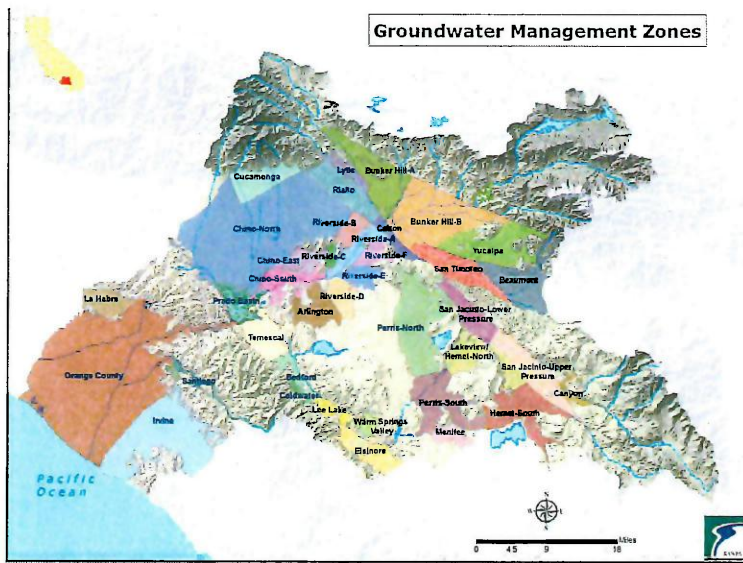 Groundwater Management Zones
Cucamonga
Lytle
Rialto
Bunker Hill-A
Chino-North
Riverside-B
Colton
Bunker Hill-B
Riverside-A
Yucaipa
Chino-East
Riverside-C
Riverside-F
San Timoteo
Chino-South
Riverside-E
Beaumont
La Habra
Prado Basin
Riverside-D
Arlington
San Jacinto-Lower
Pressure
Temescal
Perris-North
Lakeview/
Hemet-North
Orange County
Santiago
Bedford
San Jacinto-Upper
Pressure
Coldwater
Canyon
Lee Lake
Perris-South
Hemet-South
Irvine
Warm Springs
Valley
Menifee
Elsinore
Pacific
Ocean
N
W
E
S
Miles
0 4.5 9 18